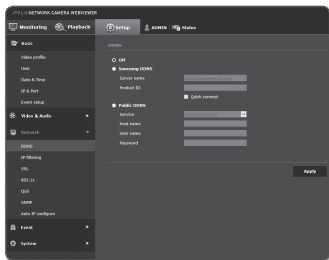 iPOLiS NETWORK CAMERA WEBVIEWER
Monitoring
Playback
Setup
ADMIN
Status
Basic
Video profile
User
Date & Time
IP & Port
Event setup
Video & Audio
Network
DDNS
IP filtering
SSL
802.1x
QoS
SNMP
Auto IP configure
Event
System
DDNS
Off
Samsung DDNS
Server name
Product ID
Quick connect
Public DDNS
Service
Host name
User name
Password
Apply